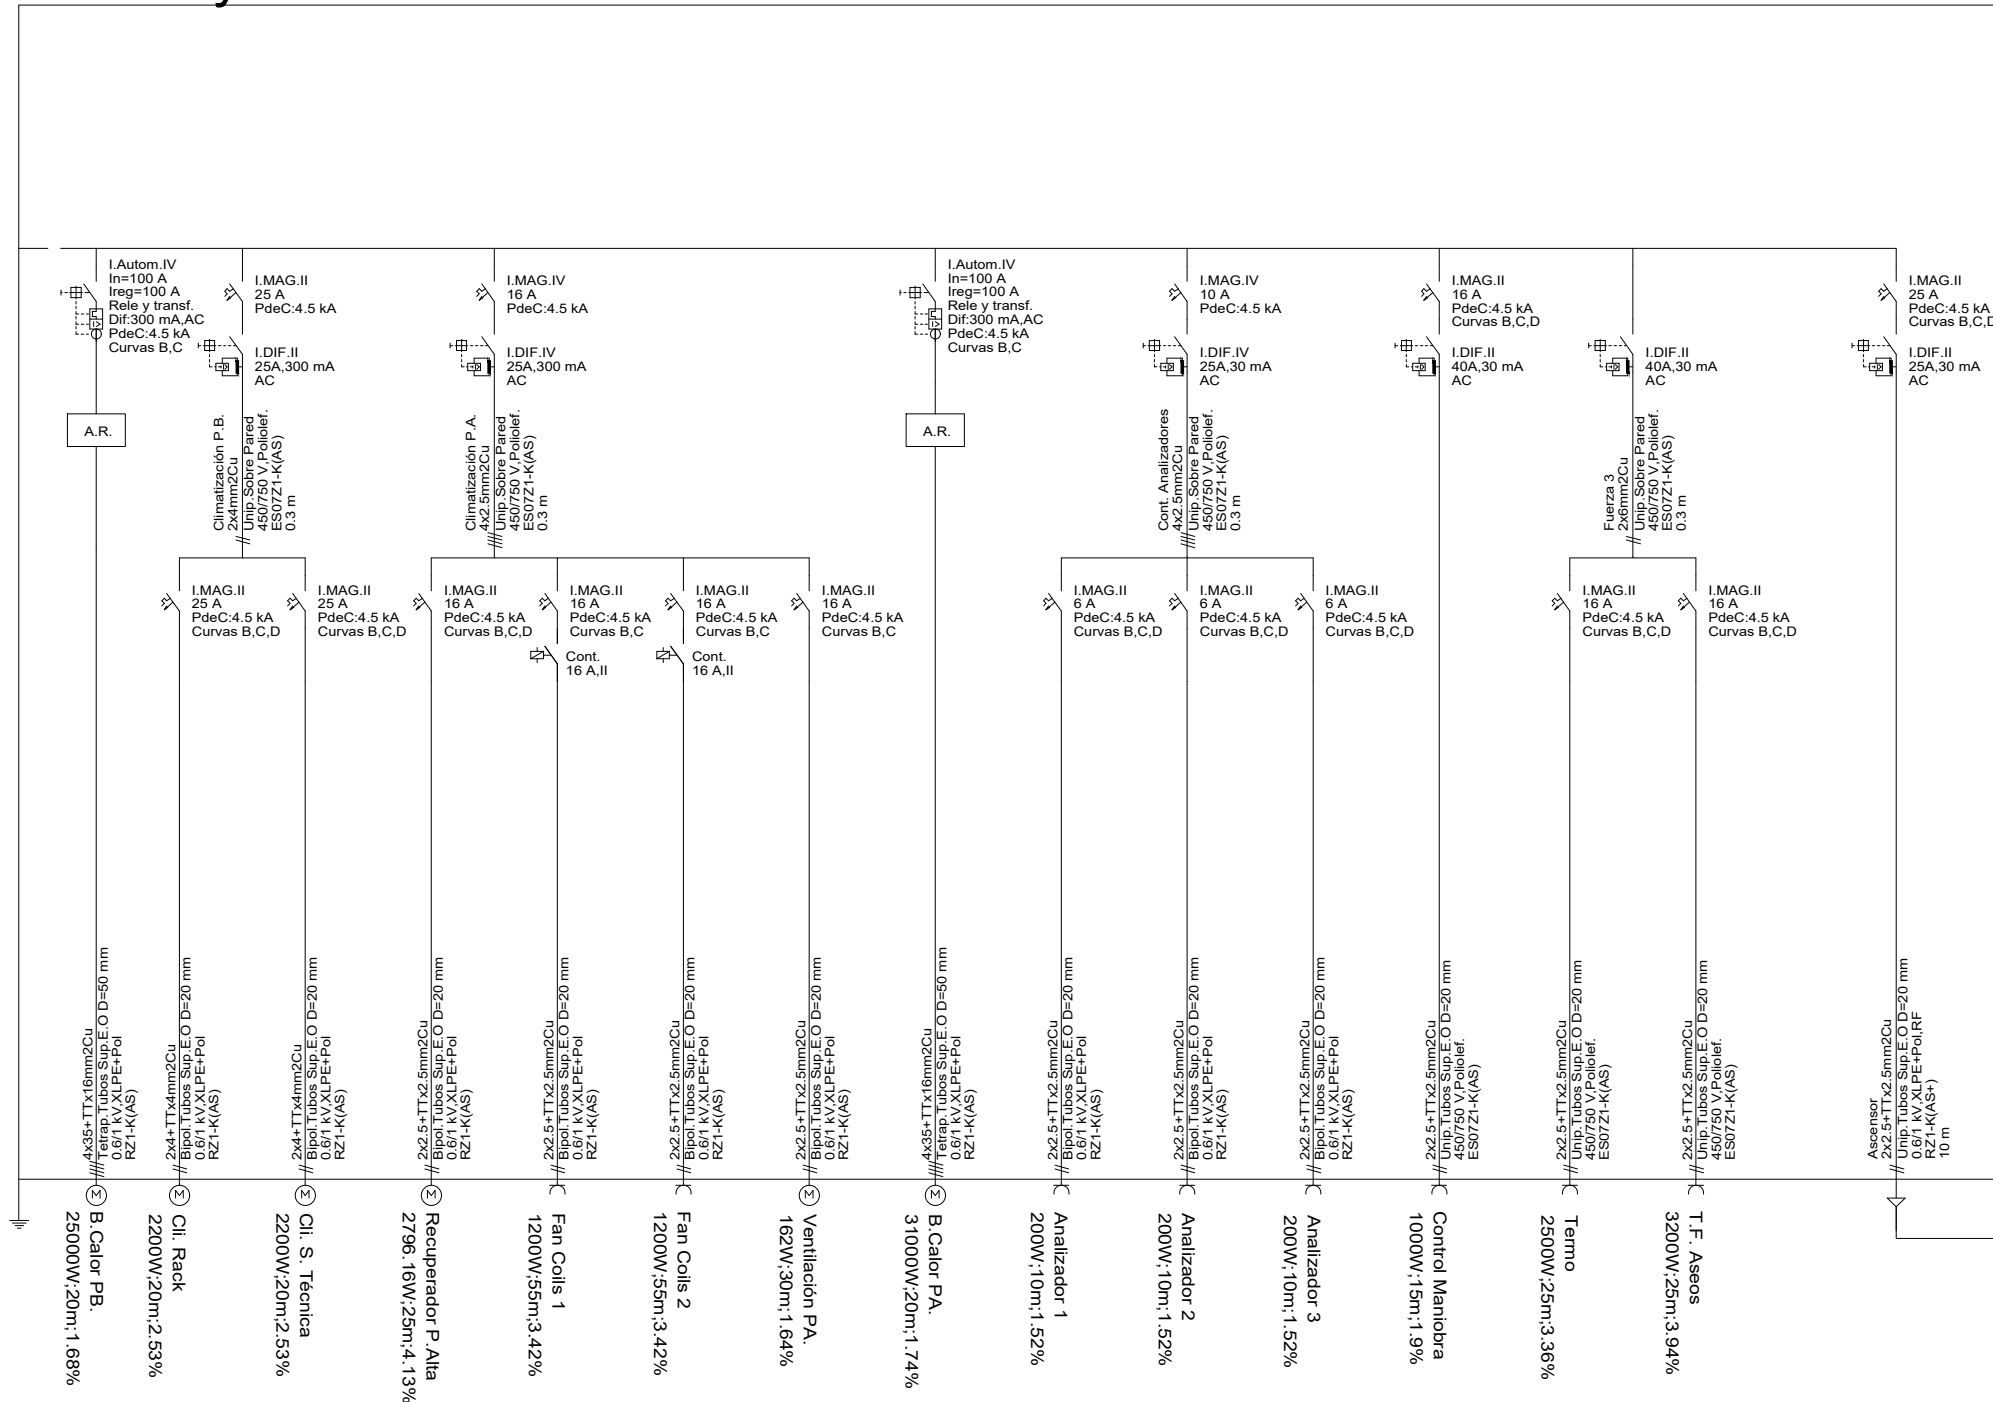 I.Autom.IV
In=100 A
Ireg=100 A
Rele y transf.
Dif:300 mA,AC
PdeC:4.5 kA
Curvas B,C
A.R.
I.MAG.II
25 A
PdeC:4.5 kA
I.DIF.II
25A,300 mA
AC
Climatización P.B.
2x4mm2Cu
Unip.Sobre Pared
450/750 V,Poliolef.
ES07Z1-K(AS)
0.3 m
I.MAG.IV
16 A
PdeC:4.5 kA
I.DIF.IV
25A,300 mA
AC
Climatización P.A.
4x2.5mm2Cu
Unip.Sobre Pared
450/750 V,Poliolef.
ES07Z1-K(AS)
0.3 m
I.Autom.IV
In=100 A
Ireg=100 A
Rele y transf.
Dif:300 mA,AC
PdeC:4.5 kA
Curvas B,C
A.R.
I.MAG.IV
10 A
PdeC:4.5 kA
I.DIF.IV
25A,30 mA
AC
Cont. Analizadores
4x2.5mm2Cu
Unip.Sobre Pared
450/750 V,Poliolef.
ES07Z1-K(AS)
0.3 m
I.MAG.II
16 A
PdeC:4.5 kA
Curvas B,C,D
I.DIF.II
40A,30 mA
AC
I.DIF.II
40A,30 mA
AC
Fuerza 3
2x6mm2Cu
Unip.Sobre Pared
450/750 V,Poliolef.
ES07Z1-K(AS)
0.3 m
I.MAG.II
25 A
PdeC:4.5 kA
Curvas B,C,D
I.DIF.II
25A,30 mA
AC
I.MAG.II
25 A
PdeC:4.5 kA
Curvas B,C,D
I.MAG.II
25 A
PdeC:4.5 kA
Curvas B,C,D
I.MAG.II
16 A
PdeC:4.5 kA
Curvas B,C,D
I.MAG.II
16 A
PdeC:4.5 kA
Curvas B,C
Cont.
16 A,II
I.MAG.II
16 A
PdeC:4.5 kA
Curvas B,C
Cont.
16 A,II
I.MAG.II
16 A
PdeC:4.5 kA
Curvas B,C
I.MAG.II
6 A
PdeC:4.5 kA
Curvas B,C,D
I.MAG.II
6 A
PdeC:4.5 kA
Curvas B,C,D
I.MAG.II
6 A
PdeC:4.5 kA
Curvas B,C,D
I.MAG.II
16 A
PdeC:4.5 kA
Curvas B,C,D
I.MAG.II
16 A
PdeC:4.5 kA
Curvas B,C,D
4x35+TTx16mm2Cu
Tetrap.Tubos Sup.E.O D=50 mm
0.6/1 kV,XLPE+Pol
RZ1-K(AS)
2x4+TTx4mm2Cu
Bipol.Tubos Sup.E.O D=20 mm
0.6/1 kV,XLPE+Pol
RZ1-K(AS)
2x4+TTx4mm2Cu
Bipol.Tubos Sup.E.O D=20 mm
0.6/1 kV,XLPE+Pol
RZ1-K(AS)
2x2.5+TTx2.5mm2Cu
Bipol.Tubos Sup.E.O D=20 mm
0.6/1 kV,XLPE+Pol
RZ1-K(AS)
2x2.5+TTx2.5mm2Cu
Bipol.Tubos Sup.E.O D=20 mm
0.6/1 kV,XLPE+Pol
RZ1-K(AS)
2x2.5+TTx2.5mm2Cu
Bipol.Tubos Sup.E.O D=20 mm
0.6/1 kV,XLPE+Pol
RZ1-K(AS)
2x2.5+TTx2.5mm2Cu
Bipol.Tubos Sup.E.O D=20 mm
0.6/1 kV,XLPE+Pol
RZ1-K(AS)
4x35+TTx16mm2Cu
Tetrap.Tubos Sup.E.O D=50 mm
0.6/1 kV,XLPE+Pol
RZ1-K(AS)
2x2.5+TTx2.5mm2Cu
Bipol.Tubos Sup.E.O D=20 mm
0.6/1 kV,XLPE+Pol
RZ1-K(AS)
2x2.5+TTx2.5mm2Cu
Bipol.Tubos Sup.E.O D=20 mm
0.6/1 kV,XLPE+Pol
RZ1-K(AS)
2x2.5+TTx2.5mm2Cu
Bipol.Tubos Sup.E.O D=20 mm
0.6/1 kV,XLPE+Pol
RZ1-K(AS)
2x2.5+TTx2.5mm2Cu
Unip.Tubos Sup.E.O D=20 mm
450/750 V,Poliolef.
ES07Z1-K(AS)
2x2.5+TTx2.5mm2Cu
Unip.Tubos Sup.E.O D=20 mm
450/750 V,Poliolef.
ES07Z1-K(AS)
2x2.5+TTx2.5mm2Cu
Unip.Tubos Sup.E.O D=20 mm
450/750 V,Poliolef.
ES07Z1-K(AS)
Ascensor
2x2.5+TTx2.5mm2Cu
Unip.Tubos Sup.E.O D=20 mm
0.6/1 kV,XLPE+Pol,RF
RZ1-K(AS+)
10 m
M
B.Calor PB.
25000W;20m;1.68%
M
Cli. Rack
2200W;20m;2.53%
M
Cli. S. Técnica
2200W;20m;2.53%
M
Recuperador P.Alta
2796.16W;25m;4.13%
Fan Coils 1
1200W;55m;3.42%
Fan Coils 2
1200W;55m;3.42%
M
Ventilación PA.
162W;30m;1.64%
M
B.Calor PA.
31000W;20m;1.74%
Analizador 1
200W;10m;1.52%
Analizador 2
200W;10m;1.52%
Analizador 3
200W;10m;1.52%
Control Maniobra
1000W;15m;1.9%
Termo
2500W;25m;3.36%
T.F. Aseos
3200W;25m;3.94%